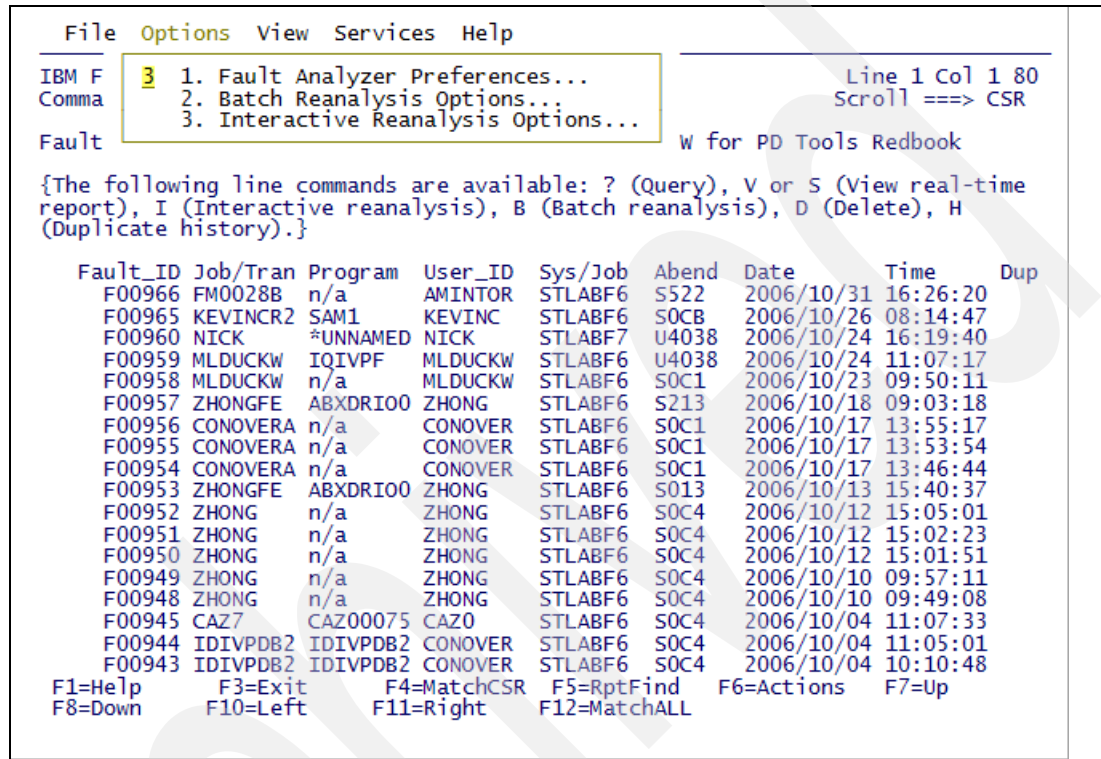 File Options View Services Help
IBM F 3 1. Fault Analyzer Preferences... Line 1 Col 1 80
Comma 2. Batch Reanalysis Options... Scroll ===> CSR
3. Interactive Reanalysis Options...
Fault W for PD Tools Redbook
{The following line commands are available: ? (Query), V or S (View real-time
report), I (Interactive reanalysis), B (Batch reanalysis), D (Delete), H
(Duplicate history).}
Fault_ID Job/Tran Program User_ID Sys/Job Abend Date Time Dup
F00966 FM0028B n/a AMINTOR STLABF6 S522 2006/10/31 16:26:20
F00965 KEVINCR2 SAM1 KEVINC STLABF6 S0CB 2006/10/26 08:14:47
F00960 NICK *UNNAMED NICK STLABF7 U4038 2006/10/24 16:19:40
F00959 MLDUCKW IQIVPF MLDUCKW STLABF6 U4038 2006/10/24 11:07:17
F00958 MLDUCKW n/a MLDUCKW STLABF6 S0C1 2006/10/23 09:50:11
F00957 ZHONGFE ABXDRIO0 ZHONG STLABF6 S213 2006/10/18 09:03:18
F00956 CONOVERA n/a CONOVER STLABF6 S0C1 2006/10/17 13:55:17
F00955 CONOVERA n/a CONOVER STLABF6 S0C1 2006/10/17 13:53:54
F00954 CONOVERA n/a CONOVER STLABF6 S0C1 2006/10/17 13:46:44
F00953 ZHONGFE ABXDRIO0 ZHONG STLABF6 S013 2006/10/13 15:40:37
F00952 ZHONG n/a ZHONG STLABF6 S0C4 2006/10/12 15:05:01
F00951 ZHONG n/a ZHONG STLABF6 S0C4 2006/10/12 15:02:23
F00950 ZHONG n/a ZHONG STLABF6 S0C4 2006/10/12 15:01:51
F00949 ZHONG n/a ZHONG STLABF6 S0C4 2006/10/10 09:57:11
F00948 ZHONG n/a ZHONG STLABF6 S0C4 2006/10/10 09:49:08
F00945 CAZ7 CAZ00075 CAZ0 STLABF6 S0C4 2006/10/04 11:07:33
F00944 IDIVPDB2 IDIVPDB2 CONOVER STLABF6 S0C4 2006/10/04 11:05:01
F00943 IDIVPDB2 IDIVPDB2 CONOVER STLABF6 S0C4 2006/10/04 10:10:48
F1=Help F3=Exit F4=MatchCSR F5=RptFind F6=Actions F7=Up
F8=Down F10=Left F11=Right F12=MatchALL